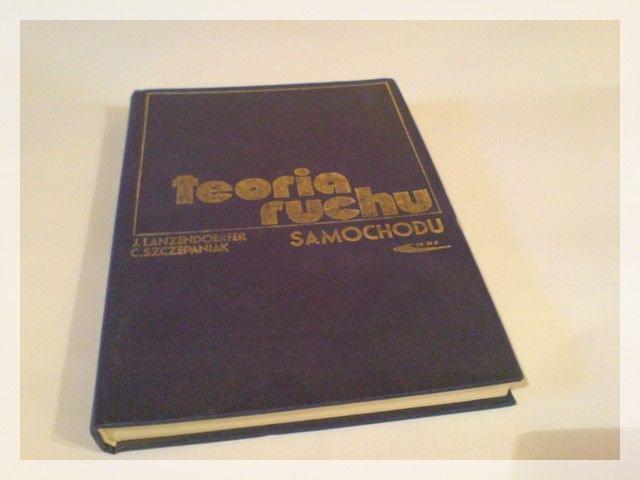 teoria
ruchu
SAMOCHODU
J. LANZENDOERFER
C. SZCZEPANIAK